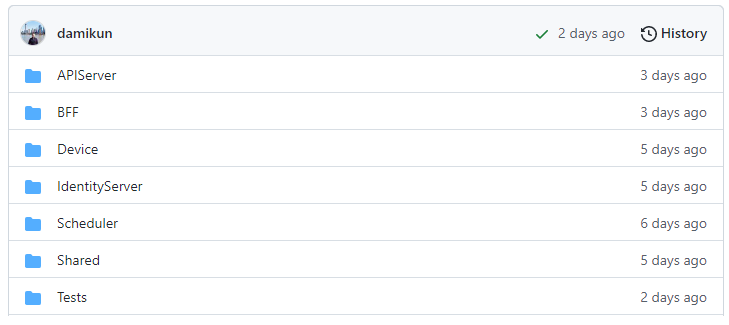 damikun 2 days ago History
APIServer 3 days ago
BFF 3 days ago
Device 5 days ago
IdentityServer 5 days ago
Scheduler 6 days ago
Shared 5 days ago
Tests 2 days ago